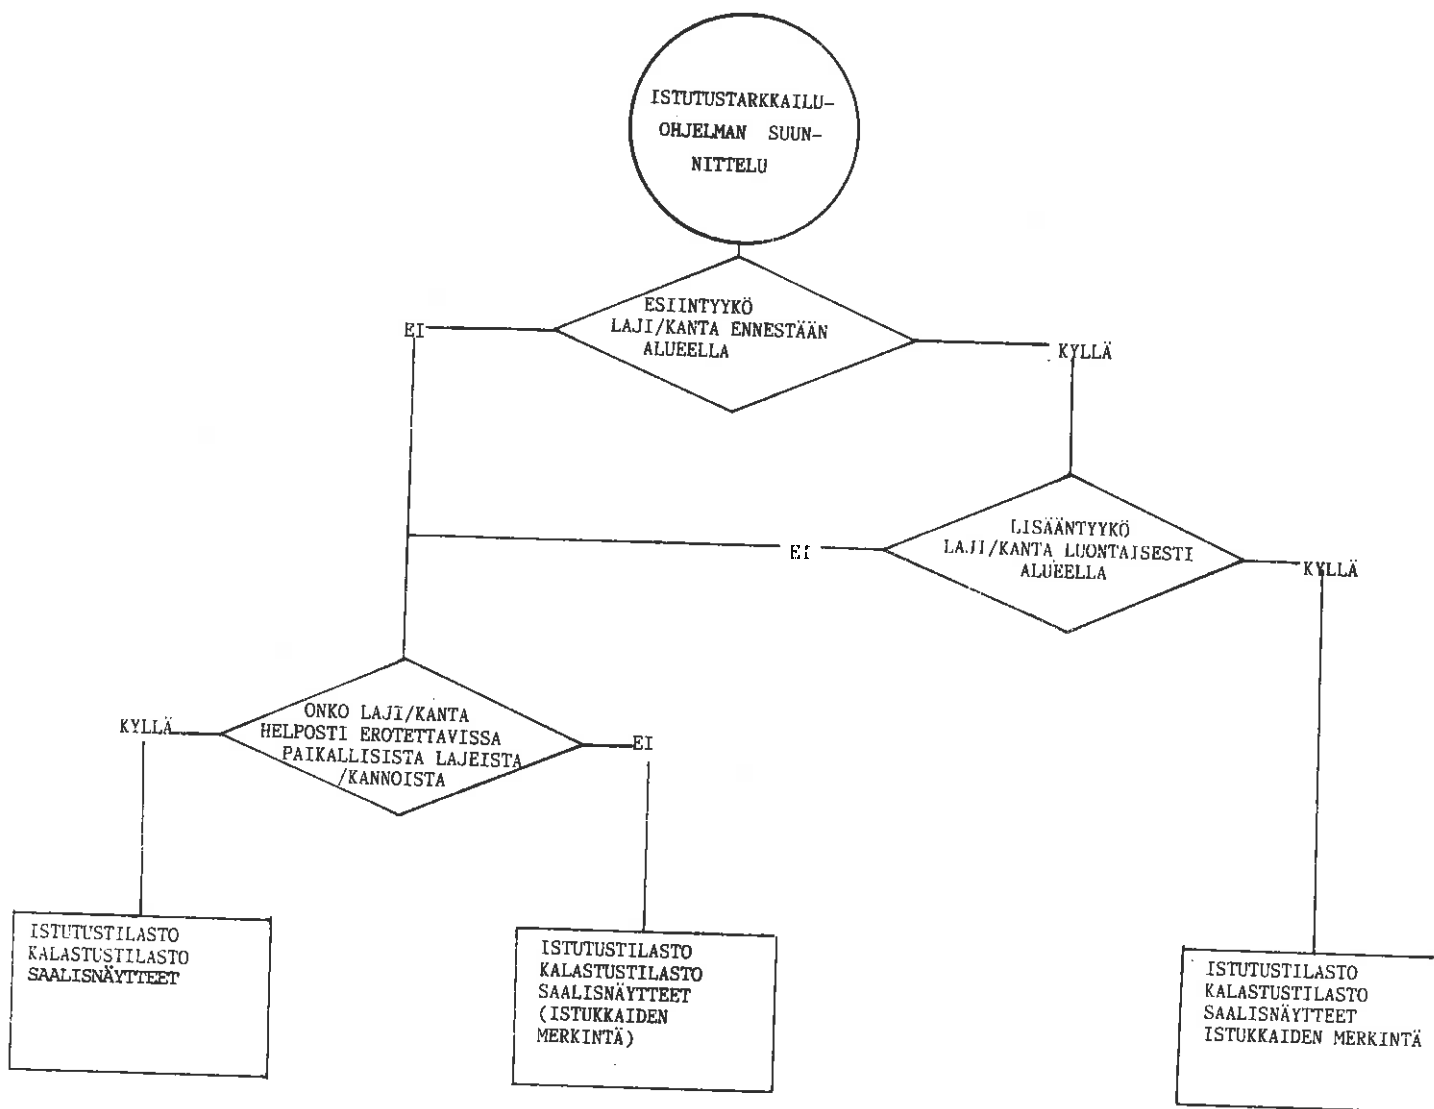 ISTUTUSTARKKAILU-
OHJELMAN SUUN-
NITTELU
ESIINTYYKÖ
LAJI/KANTA ENNESTÄÄN
ALUEELLA
EI
KYLLÄ
LISÄÄNTYYKÖ
LAJI/KANTA LUONTAISESTI
ALUEELLA
EI
KYLLÄ
ONKO LAJI/KANTA
HELPOSTI EROTETTAVISSA
PAIKALLISISTA LAJEISTA
/KANNOISTA
KYLLÄ
EI
ISTUTUSTILASTO
KALASTUSTILASTO
SAALISNÄYTTEET
ISTUTUSTILASTO
KALASTUSTILASTO
SAALISNÄYTTEET
(ISTUKKAIDEN
MERKINTÄ)
ISTUTUSTILASTO
KALASTUSTILASTO
SAALISNÄYTTEET
ISTUKKAIDEN MERKINTÄ